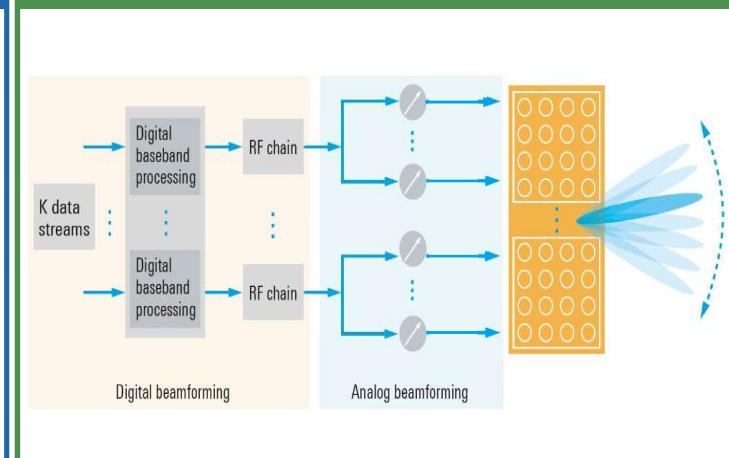 Digital
baseband
processing
RF chain
K data
streams
Digital
baseband
processing
RF chain
Digital beamforming
Analog beamforming